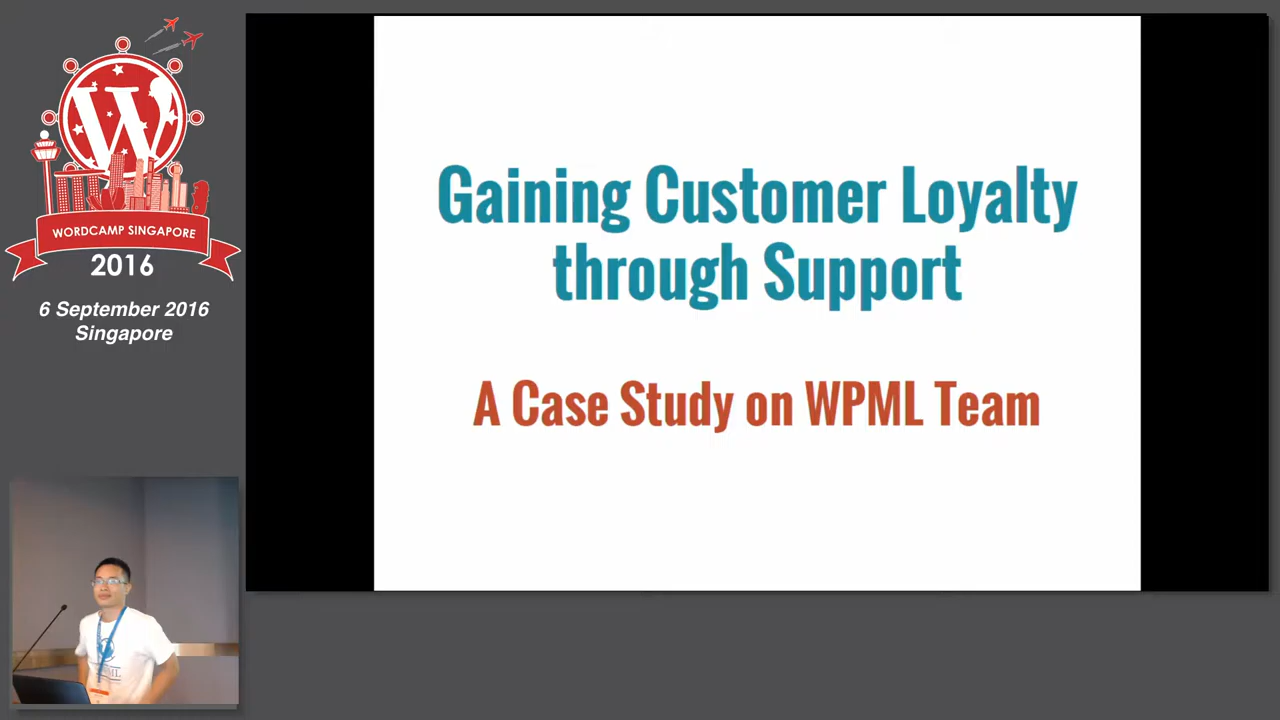 WORDCAMP SINGAPORE
2016
6 September 2016
Singapore
Gaining Customer Loyalty
through Support
A Case Study on WPML Team